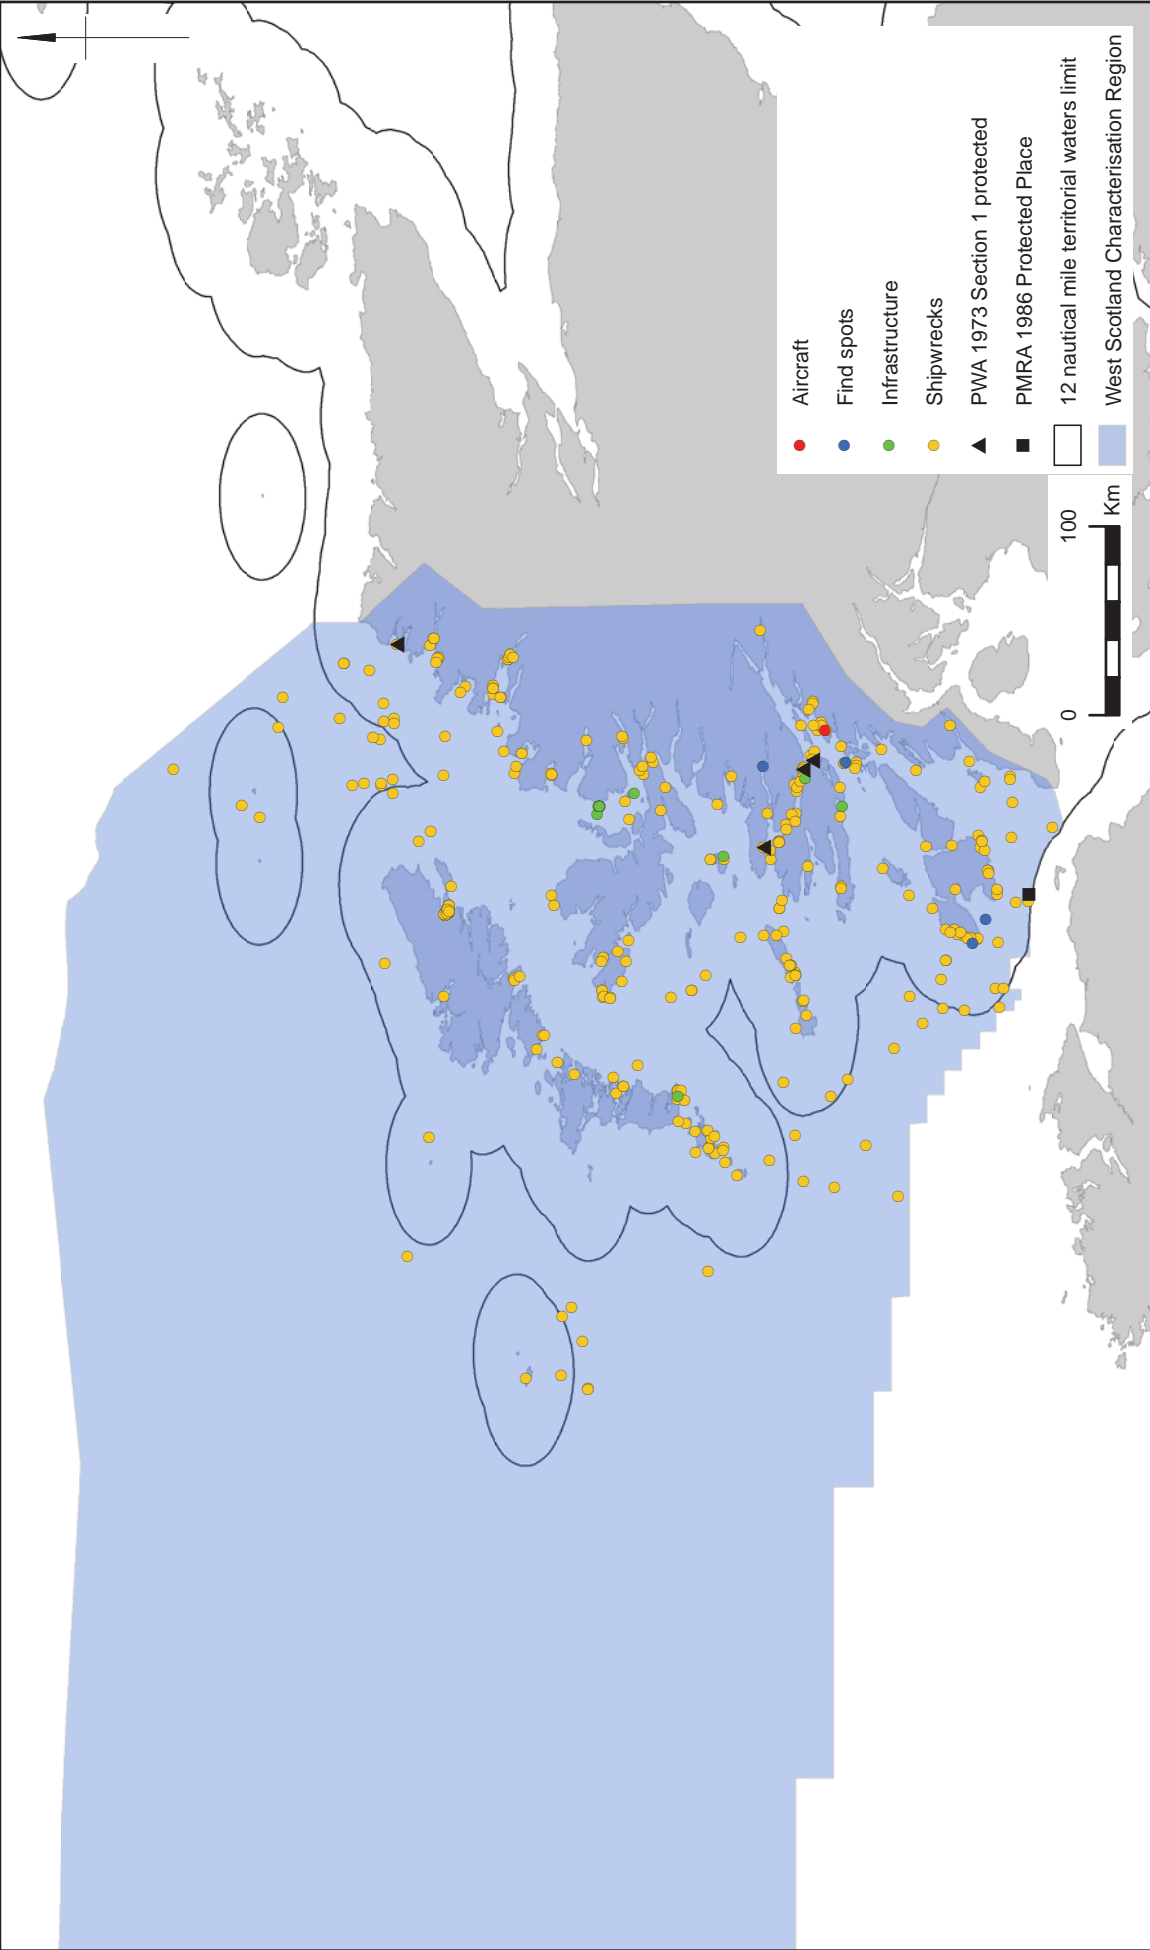 Aircraft
Find spots
Infrastructure
Shipwrecks
PWA 1973 Section 1 protected
PMRA 1986 Protected Place
12 nautical mile territorial waters limit
West Scotland Characterisation Region
0
100
Km